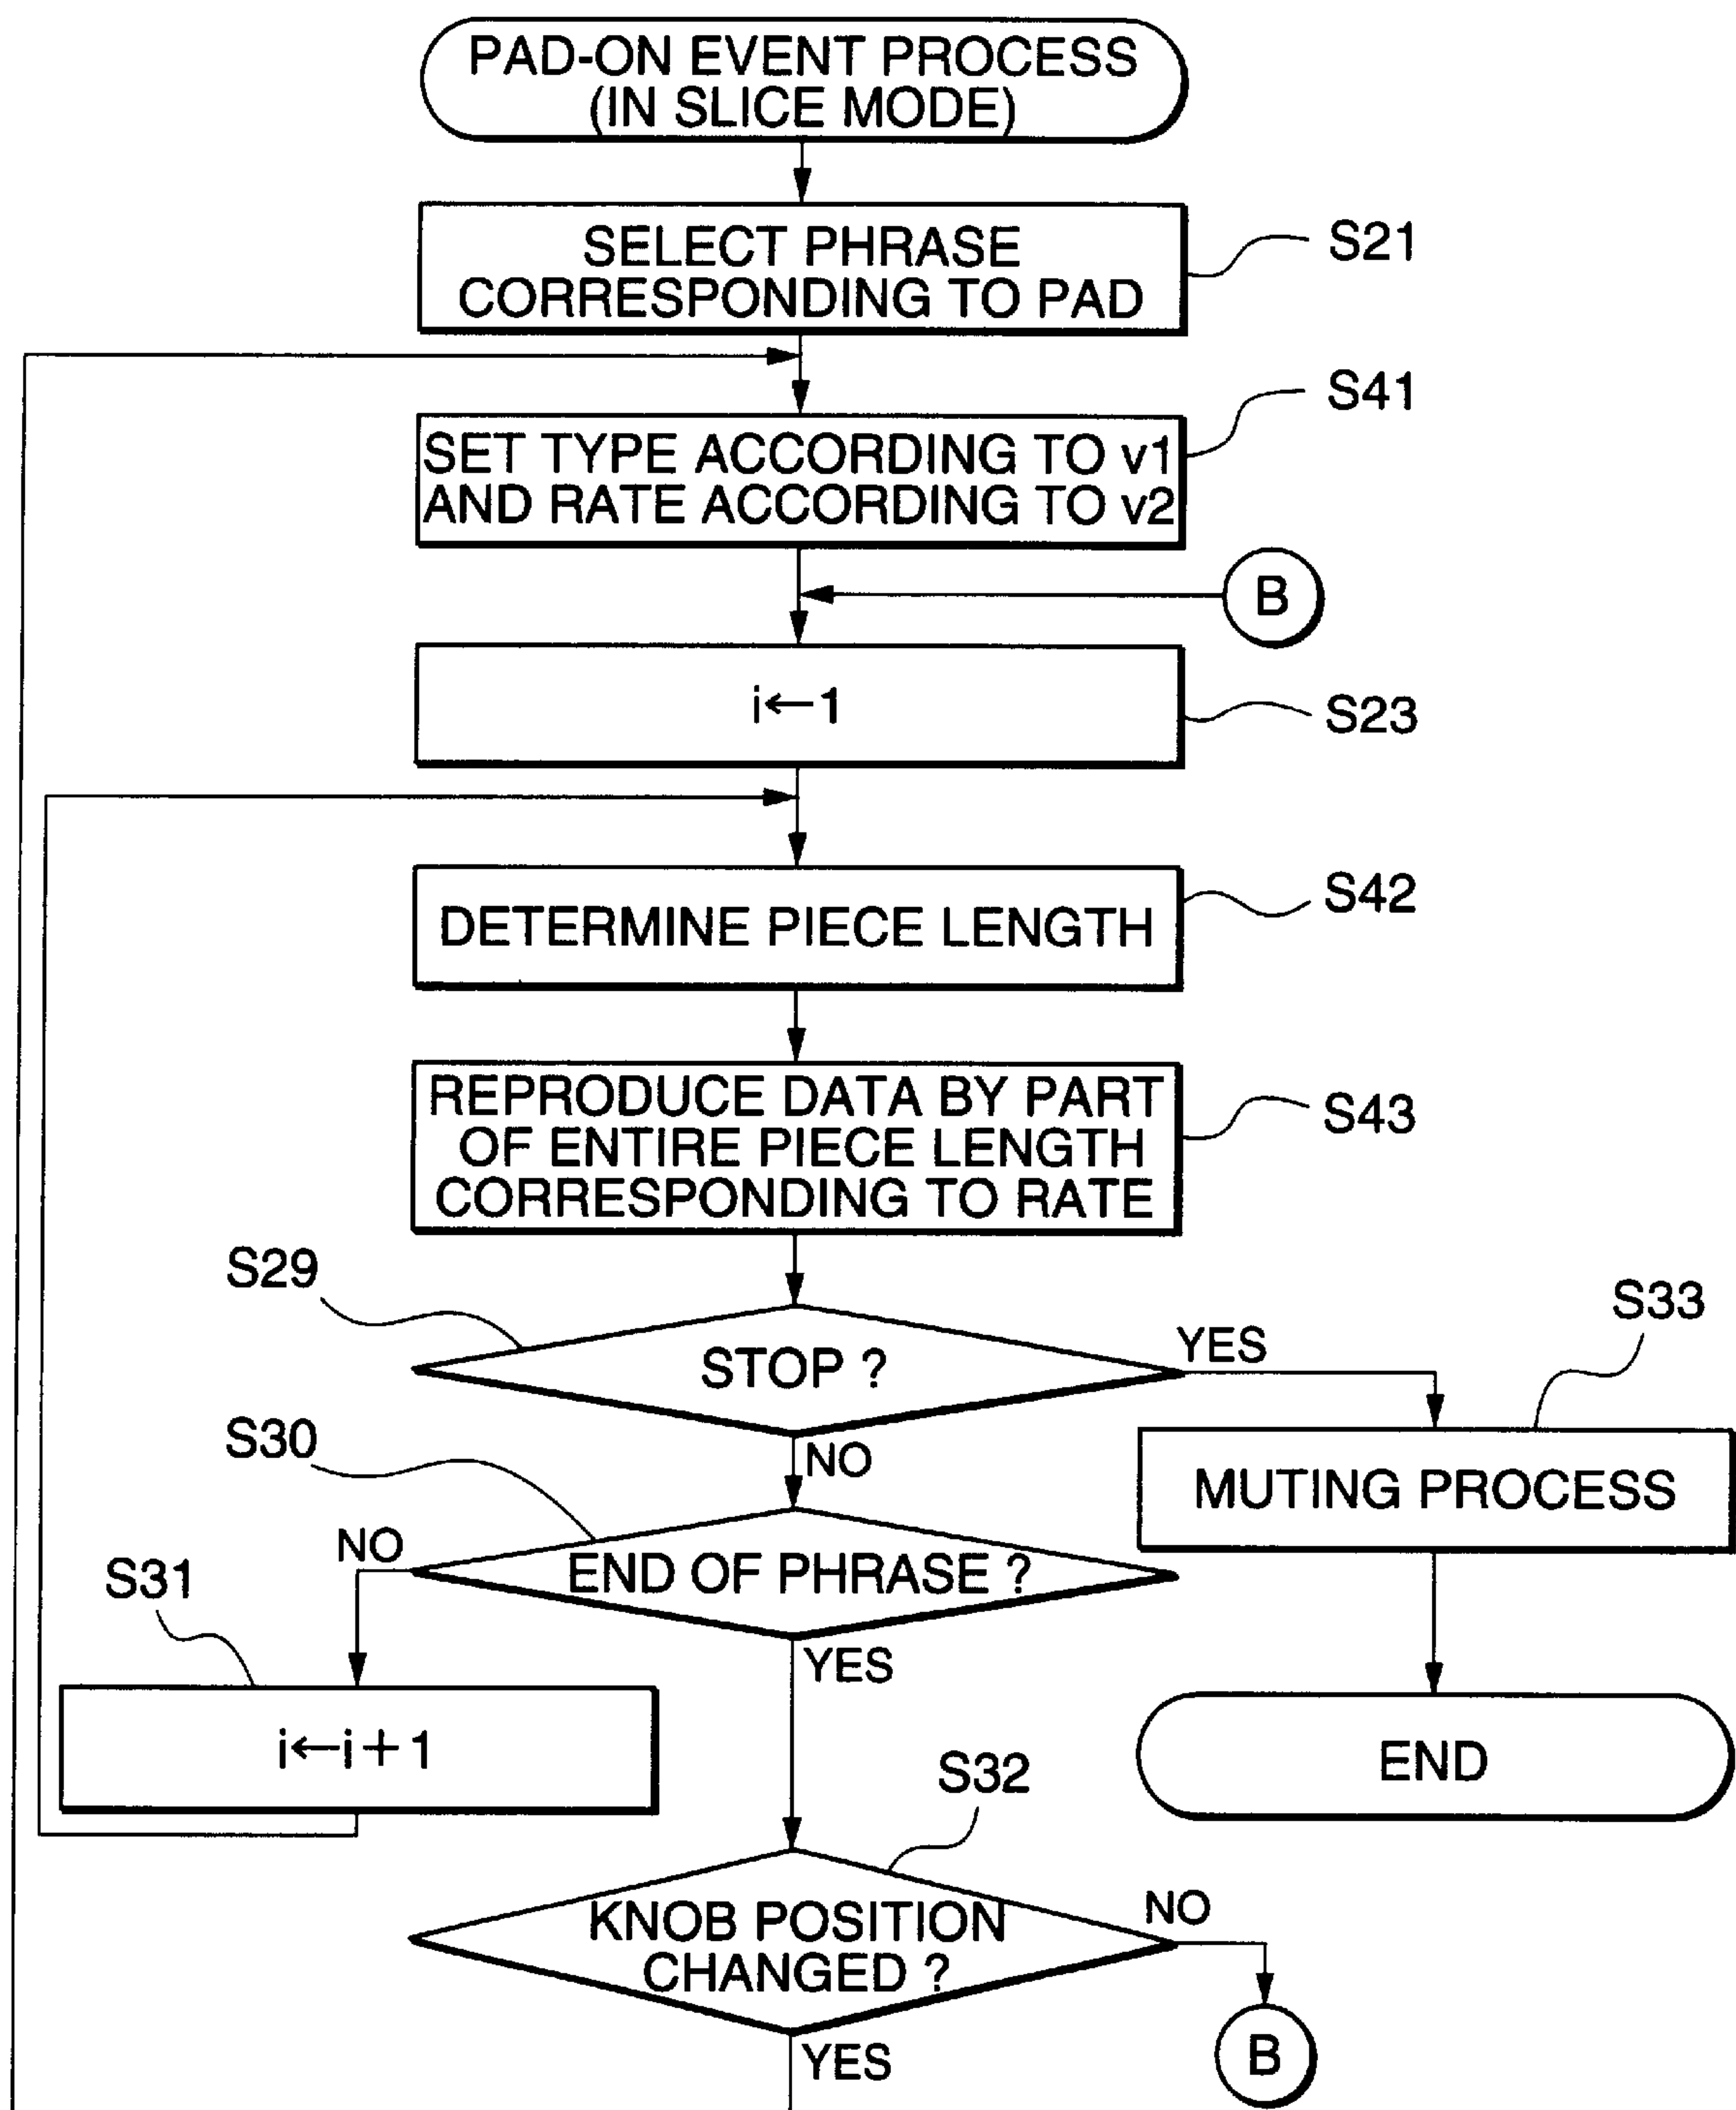 PAD-ON EVENT PROCESS
(IN SLICE MODE)
SELECT PHRASE
CORRESPONDING TO PAD
S21
SET TYPE ACCORDING TO v1
AND RATE ACCORDING TO v2
S41
B
i←1
S23
DETERMINE PIECE LENGTH
S42
REPRODUCE DATA BY PART
OF ENTIRE PIECE LENGTH
CORRESPONDING TO RATE
S43
S29
STOP ?
YES
S33
NO
MUTING PROCESS
S30
END OF PHRASE ?
NO
YES
S31
i←i+1
END
S32
KNOB POSITION
CHANGED ?
NO
YES
B